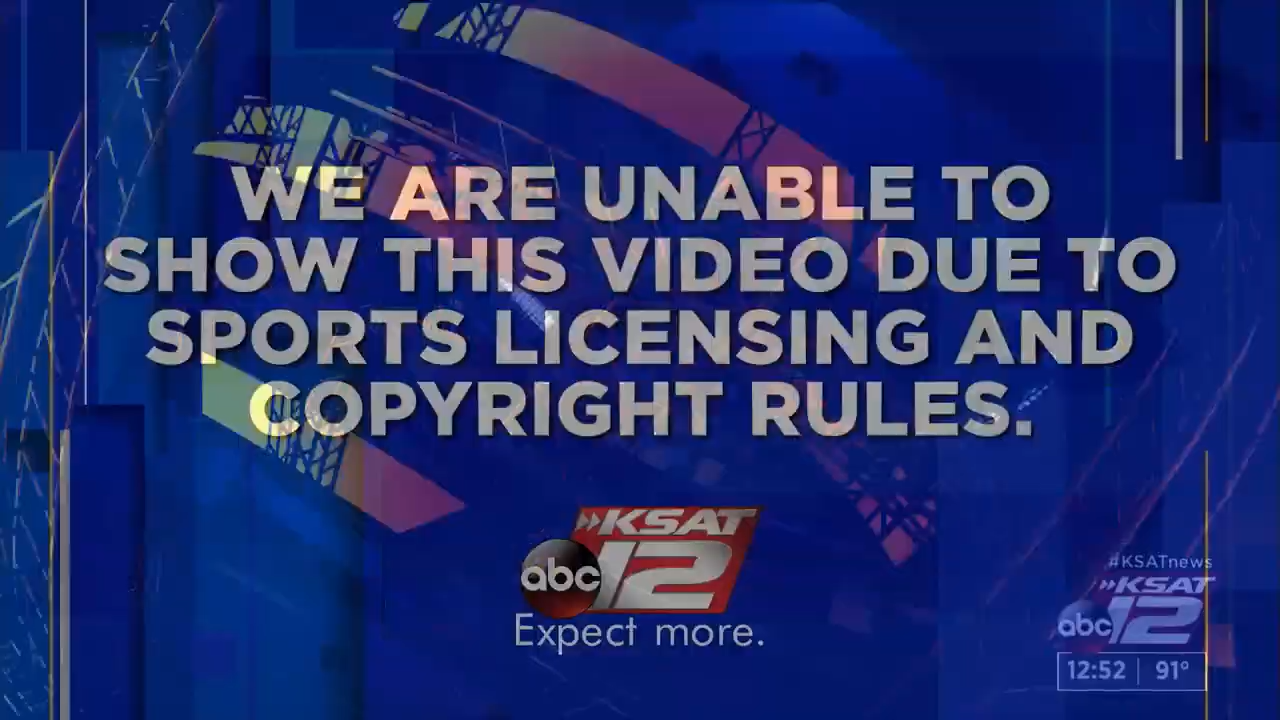 WE ARE UNABLE TO
SHOW THIS VIDEO DUE TO
SPORTS LICENSING AND
COPYRIGHT RULES.
KSAT
abc 12
Expect more.
#KSATnews
KSAT
abc 12
12:52 91°